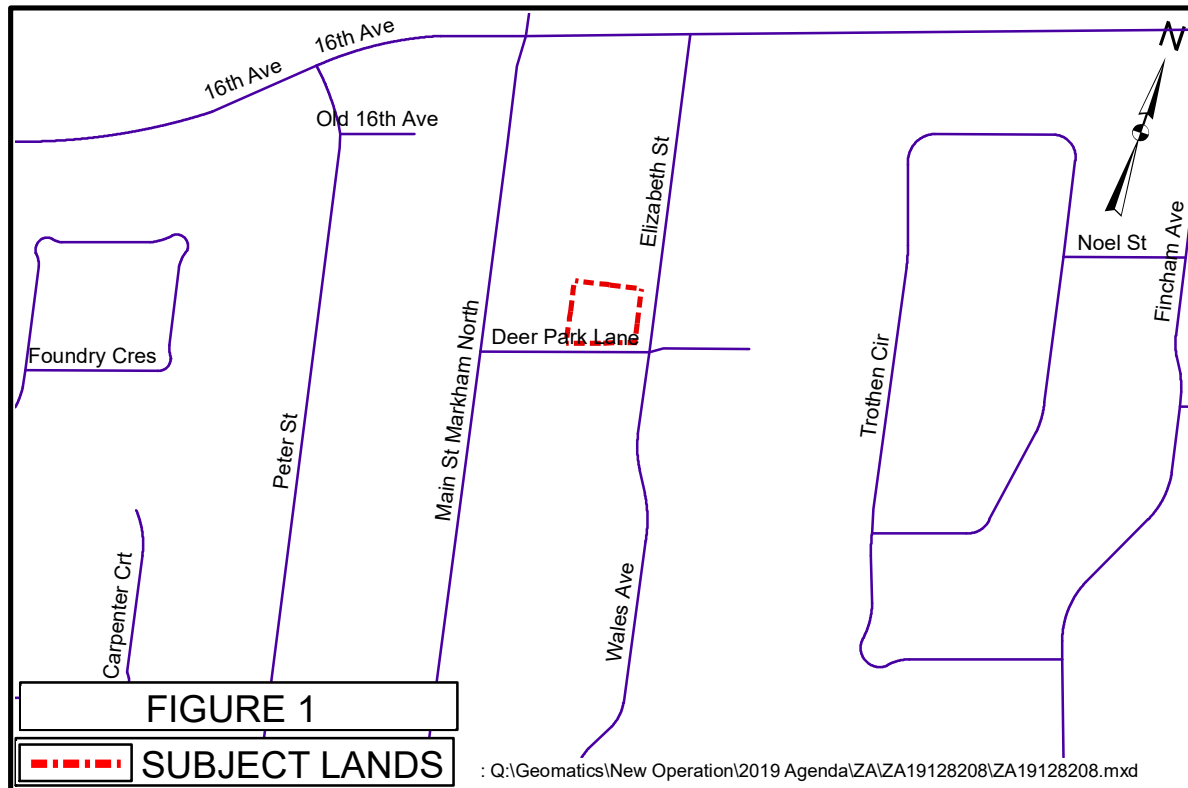 16th Ave
16th Ave
N
Old 16th Ave
Elizabeth St
Noel St
Fincham Ave
Foundry Cres
Deer Park Lane
Main St Markham North
Trothen Cir
Peter St
Carpenter Crt
Wales Ave
FIGURE 1
SUBJECT LANDS
: Q:\Geomatics\New Operation\2019 Agenda\ZA\ZA19128208\ZA19128208.mxd